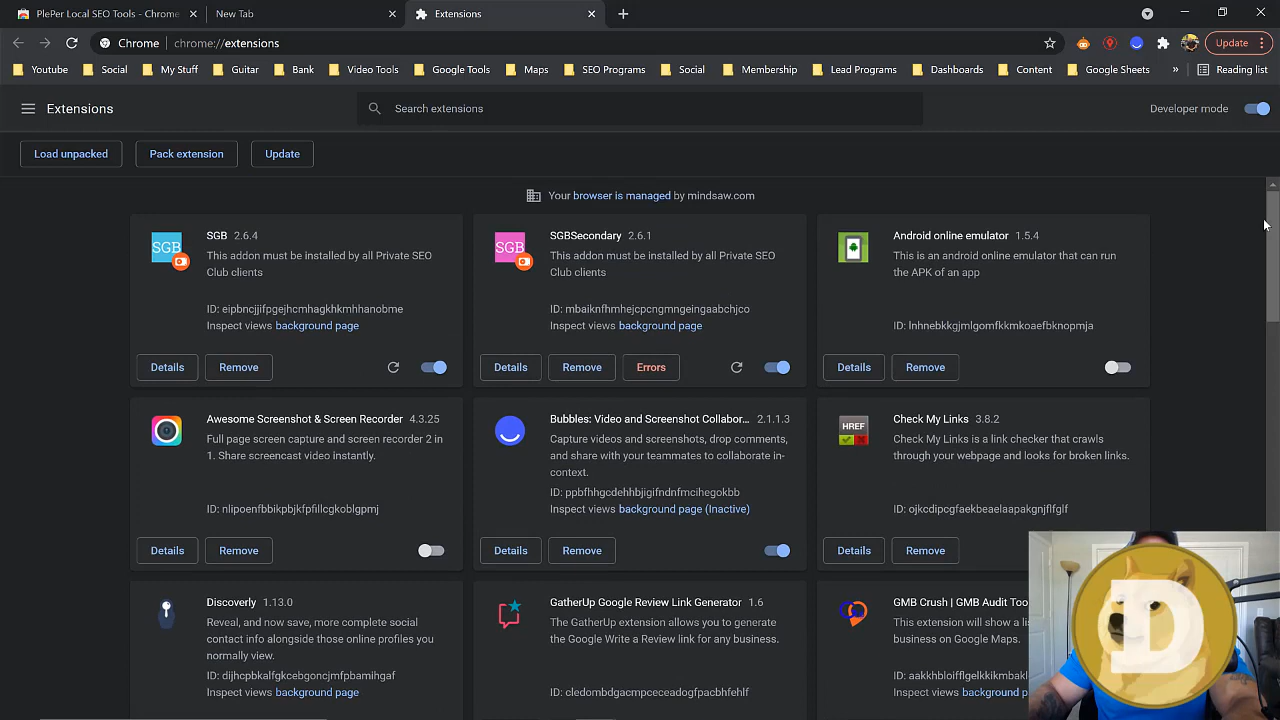 PlePer Local SEO Tools - Chrome
New Tab
Extensions
Chrome chrome://extensions
Update
Youtube Social My Stuff Guitar Bank Video Tools Google Tools Maps SEO Programs Social Membership Lead Programs Dashboards Content Google Sheets » Reading list
Extensions
Search extensions
Developer mode
Load unpacked Pack extension Update
Your browser is managed by mindsaw.com
SGB
SGB 2.6.4
This addon must be installed by all Private SEO
Club clients
ID: eipbncjjifpgejhcmhagkhkmhhanobme
Inspect views background page
Details Remove
SGB
SGBSecondary 2.6.1
This addon must be installed by all Private SEO
Club clients
ID: mbaiknfhmhejcpcngmngeingaabchjco
Inspect views background page
Details Remove Errors
Android online emulator 1.5.4
This is an android online emulator that can run
the APK of an app
ID: lnhnebkkgjmlgomfkkmkoaefbknopmja
Details Remove
Awesome Screenshot & Screen Recorder 4.3.25
Full page screen capture and screen recorder 2 in
1. Share screencast video instantly.
ID: nlipoenfbbikpbjkfpfillcgkoblgpmj
Details Remove
Bubbles: Video and Screenshot Collabor... 2.1.1.3
Capture videos and screenshots, drop comments,
and share with your teammates to collaborate in-
context.
ID: ppbfhhgcdehhbjigifndnfmcihegokbb
Inspect views background page (Inactive)
Details Remove
HREF
Check My Links 3.8.2
Check My Links is a link checker that crawls
through your webpage and looks for broken links.
ID: ojkcdipcgfaekbeaelaapakgnjflfglf
Details Remove
Discoverly 1.13.0
Reveal, and now save, more complete social
contact info alongside those online profiles you
normally view.
ID: dijhcpbkalfgkcebgoncjmfpbamihgaf
Inspect views background page
GatherUp Google Review Link Generator 1.6
The GatherUp extension allows you to generate
the Google Write a Review link for any business.
ID: cledombdgacmpceceadogfpacbhfehlf
GMB Crush | GMB Audit Too
This extension will show a li
business on Google Maps.
ID: aakkhbloifflgelkkikmbakl
Inspect views background p
D